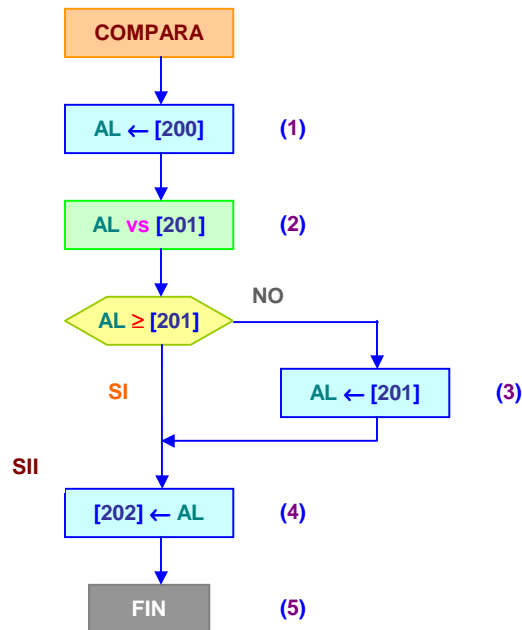 COMPARA
AL ← [200] (1)
AL vs [201] (2)
NO
AL ≥ [201]
SI
AL ← [201] (3)
SII
[202] ← AL (4)
FIN (5)